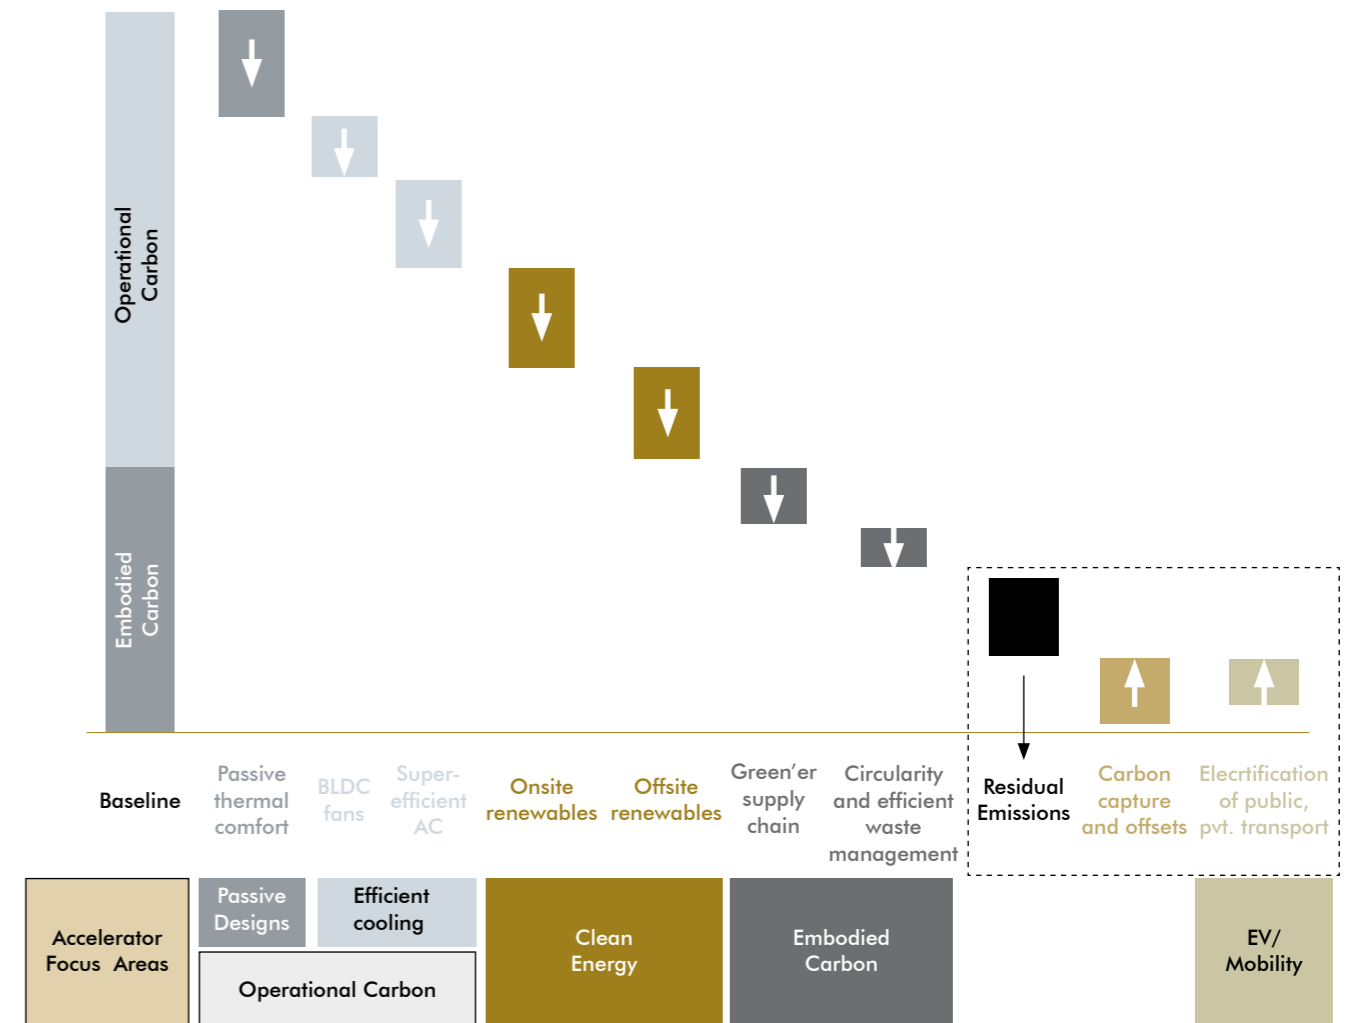 Operational
Carbon
Embodied
Carbon
Baseline
Passive
thermal
comfort
BLDC
fans
Super-
efficient
AC
Onsite
renewables
Offsite
renewables
Green'er
supply
chain
Circularity
and efficient
waste
management
Residual
Emissions
Carbon
capture
and offsets
Elecrtification
of public,
pvt. transport
Accelerator
Focus Areas
Passive
Designs
Efficient
cooling
Operational Carbon
Clean
Energy
Embodied
Carbon
EV/
Mobility